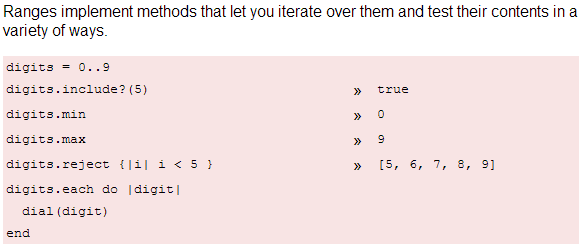 Ranges implement methods that let you iterate over them and test their contents in a
variety of ways.
digits = 0..9
digits.include?(5) » true
digits.min » 0
digits.max » 9
digits.reject {|i| i < 5 } » [5, 6, 7, 8, 9]
digits.each do |digit|
  dial(digit)
end